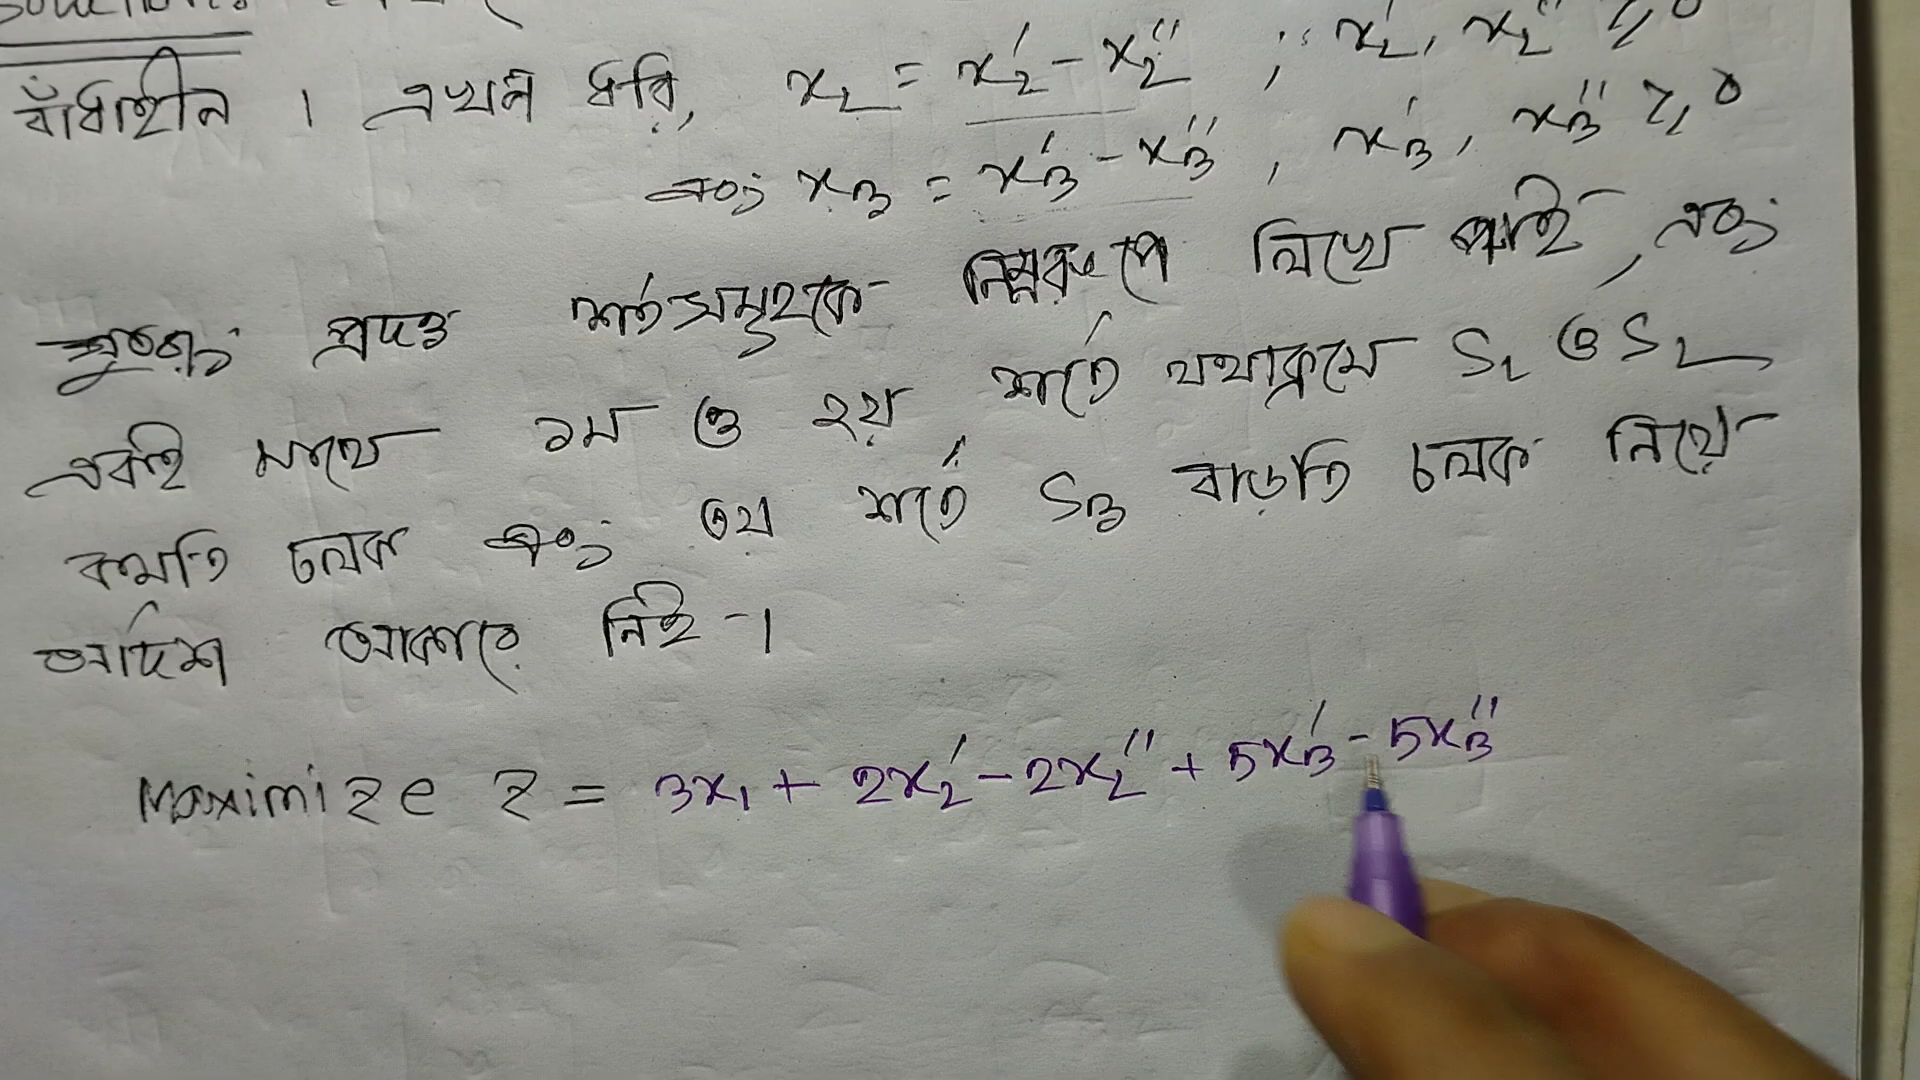 বাঁধাহীন । এখন ধরি, x₂ = x₂′ - x₂″ ; x₂′, x₂″ ≥ 0
এবং x₃ = x₃′ - x₃″ , x₃′, x₃″ ≥ 0
সুতরাং প্রদত্ত শর্তসমূহকে নিম্নরূপে লিখে পাই, এবং
একই সাথে ১ম ও ২য় শর্তে যথাক্রমে S₁ ও S₂
কমতি চলক এবং ৩য় শর্তে S₃ বাড়তি চলক নিয়ে
আদর্শ আকারে নিই -।
Maximize Z = 3x₁ + 2x₂′ - 2x₂″ + 5x₃′ - 5x₃″